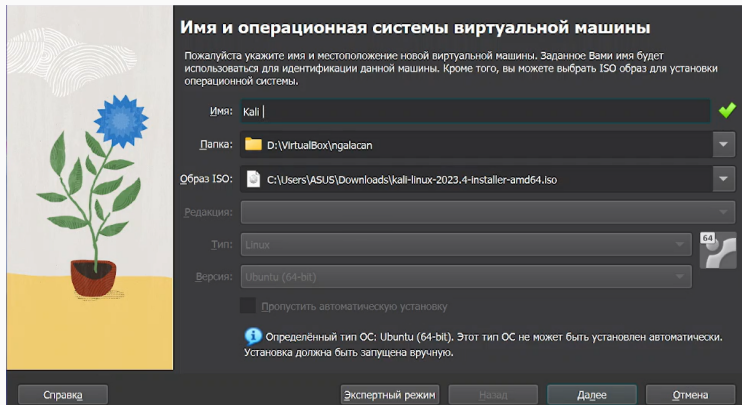 Имя и операционная системы виртуальной машины
Пожалуйста укажите имя и местоположение новой виртуальной машины. Заданное Вами имя будет
использоваться для идентификации данной машины. Кроме того, вы можете выбрать ISO образ для установки
операционной системы.
Имя: Kali
Папка: D:\VirtualBox\ngalacan
Образ ISO: C:\Users\ASUS\Downloads\kali-linux-2023.4-installer-amd64.iso
Редакция:
Тип: Linux
64
Версия: Ubuntu (64-bit)
Пропустить автоматическую установку
Определённый тип ОС: Ubuntu (64-bit). Этот тип ОС не может быть установлен автоматически.
Установка должна быть запущена вручную.
Справка Экспертный режим Назад Далее Отмена